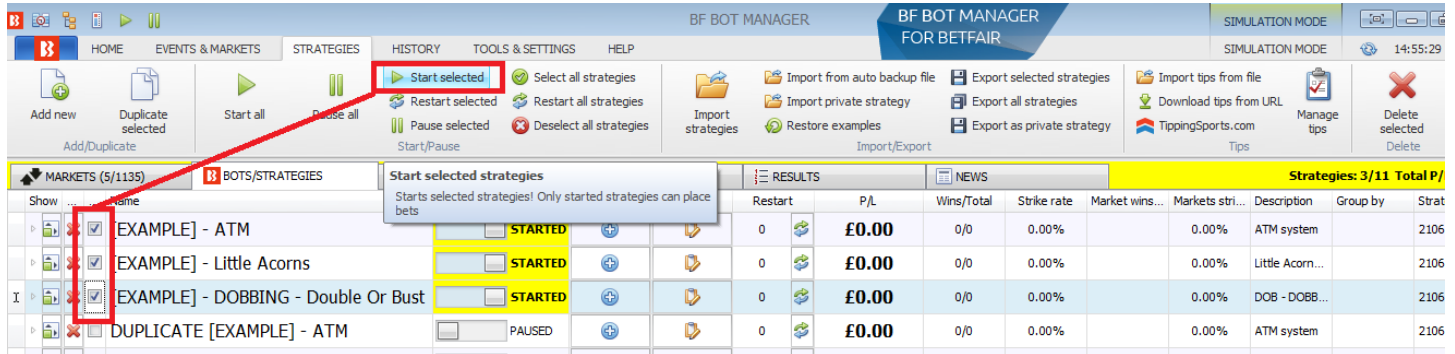 BF BOT MANAGER
BF BOT MANAGER
FOR BETFAIR
SIMULATION MODE
HOME EVENTS & MARKETS STRATEGIES HISTORY TOOLS & SETTINGS HELP
SIMULATION MODE 14:55:29
Add new
Duplicate selected
Add/Duplicate
Start all
Pause all
Start selected
Restart selected
Pause selected
Select all strategies
Restart all strategies
Deselect all strategies
Start/Pause
Import strategies
Import from auto backup file
Import private strategy
Restore examples
Export selected strategies
Export all strategies
Export as private strategy
Import/Export
Import tips from file
Download tips from URL
TippingSports.com
Manage tips
Tips
Delete selected
Delete
MARKETS (5/1135) BOTS/STRATEGIES RESULTS NEWS Strategies: 3/11 Total P/
Start selected strategies
Starts selected strategies! Only started strategies can place
bets
Show ... ... Name Restart P/L Wins/Total Strike rate Market wins... Markets stri... Description Group by Strat
[EXAMPLE] - ATM STARTED 0 £0.00 0/0 0.00% 0.00% ATM system 2106
[EXAMPLE] - Little Acorns STARTED 0 £0.00 0/0 0.00% 0.00% Little Acorn... 2106
[EXAMPLE] - DOBBING - Double Or Bust STARTED 0 £0.00 0/0 0.00% 0.00% DOB - DOBB... 2106
DUPLICATE [EXAMPLE] - ATM PAUSED 0 £0.00 0/0 0.00% 0.00% ATM system 2106